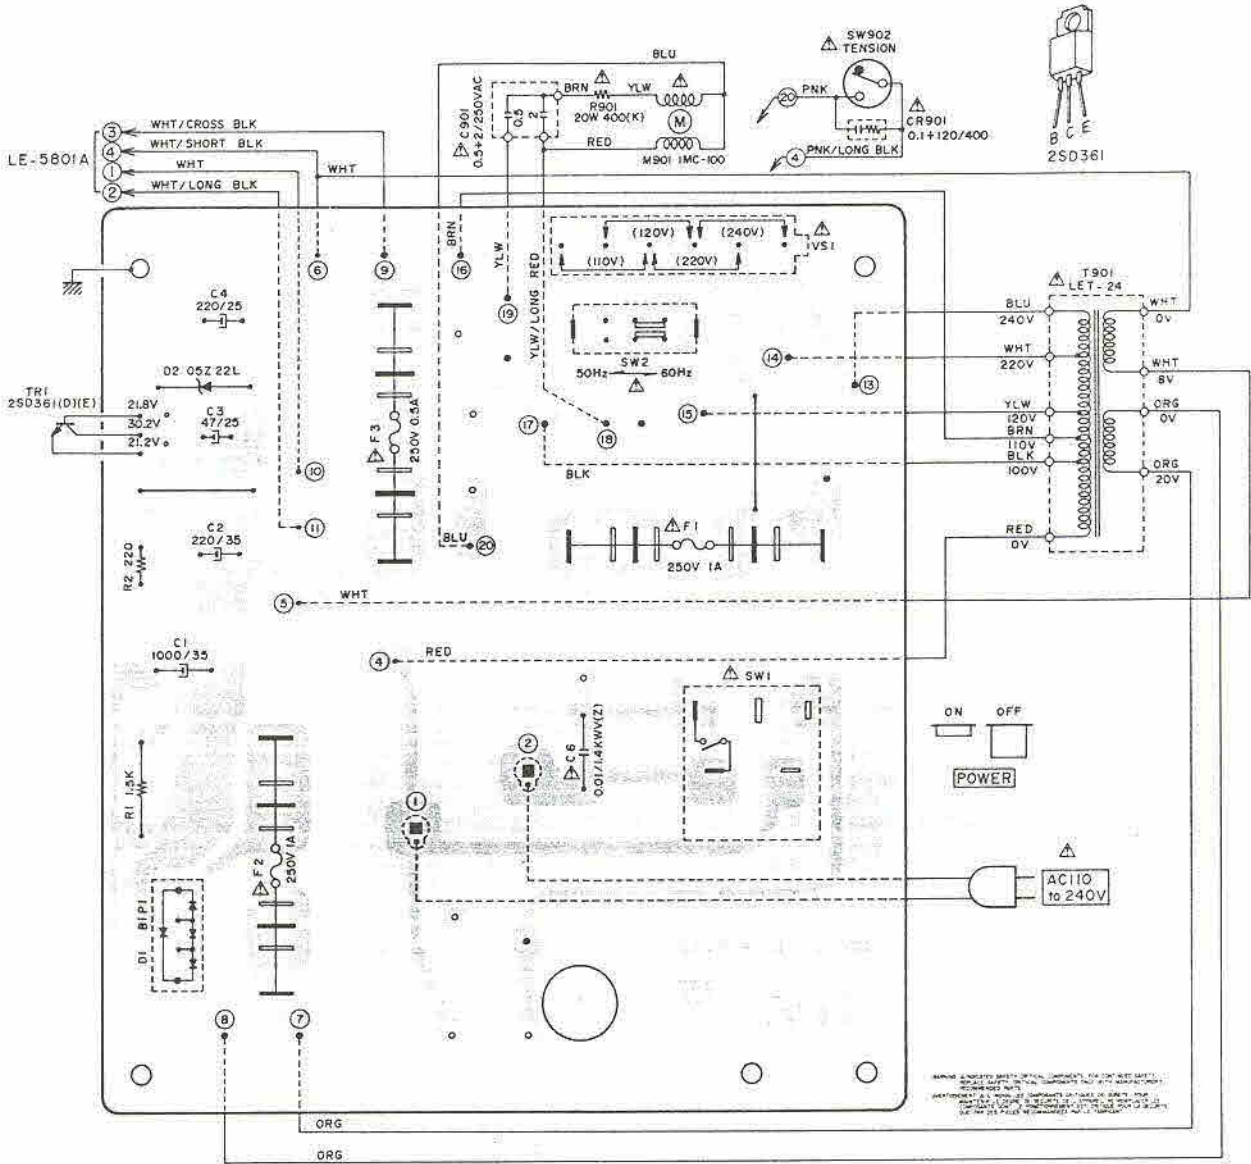 SW902
TENSION
BLU
PNK
20
CR901
0.1+120/400
4
PNK/LONG BLK
B C E
2SD361
C901
0.5+2/250VAC
0.5
2
BRN
R901
20W 400(K)
YLW
M
RED
M901 IMC-100
LE-5801A
3
WHT/CROSS BLK
4
WHT/SHORT BLK
1
WHT
2
WHT/LONG BLK
WHT
BRN
YLW
YLW/LONG RED
6
9
16
19
(120V)
(240V)
(110V)
(220V)
VS1
C4
220/25
SW2
50Hz
60Hz
14
13
15
17
18
BLK
T901
LET-24
BLU
240V
WHT
220V
YLW
120V
BRN
110V
BLK
100V
RED
0V
WHT
0V
WHT
8V
ORG
0V
ORG
20V
D2 05Z 22L
TR1
2SD361(D)(E)
21.8V
30.2V
21.2V
C3
47/25
F3
250V 0.5A
10
11
C2
220/35
R2 220
BLU
20
F1
250V 1A
5
WHT
C1
1000/35
4
RED
SW1
C6
0.01/1.4KWV(Z)
2
1
ON
OFF
POWER
R1 1.5K
F2
250V 1A
D1 B1P1
AC110
to 240V
8
7
ORG
ORG